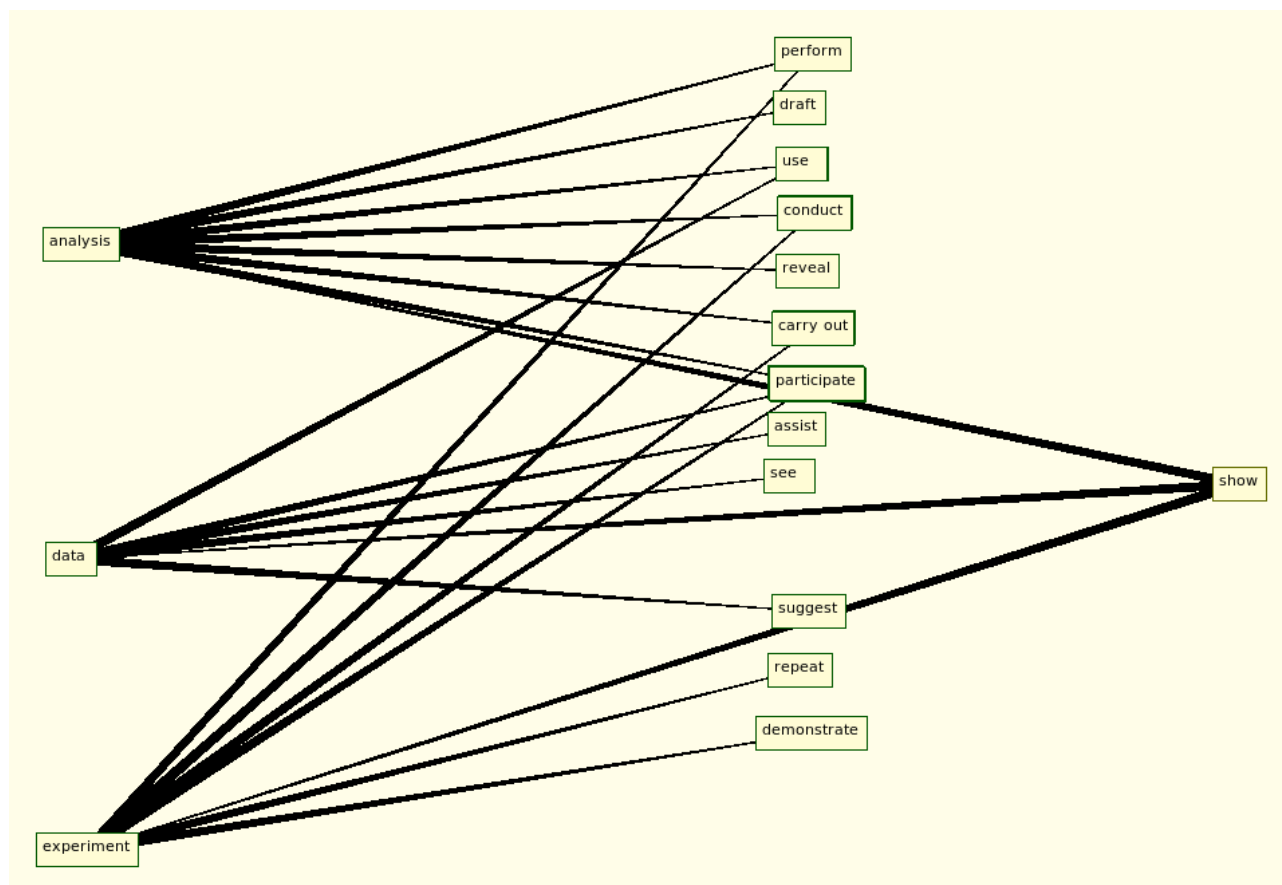 perform
draft
use
conduct
analysis
reveal
carry out
participate
assist
see
show
data
suggest
repeat
demonstrate
experiment